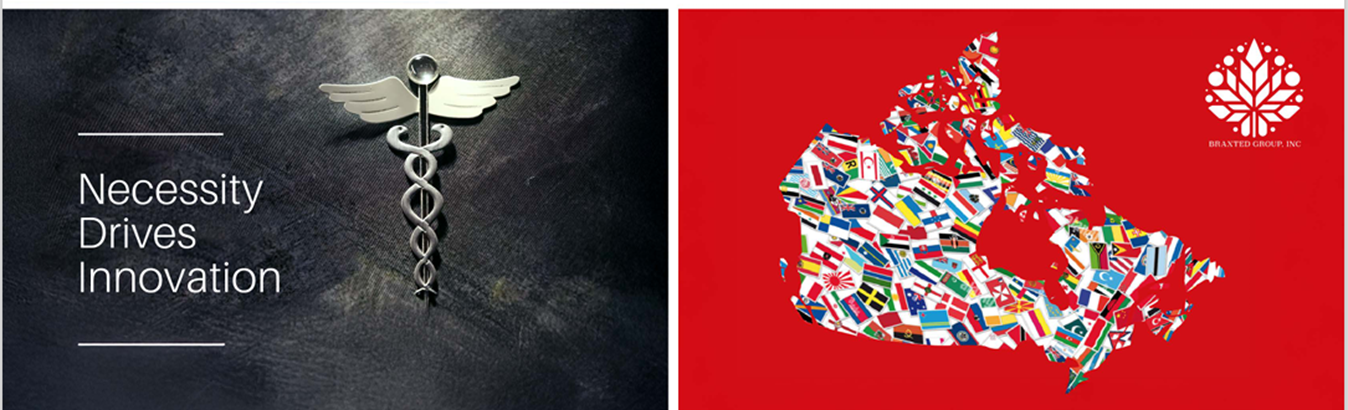 Necessity
Drives
Innovation
BRAXTED GROUP, INC